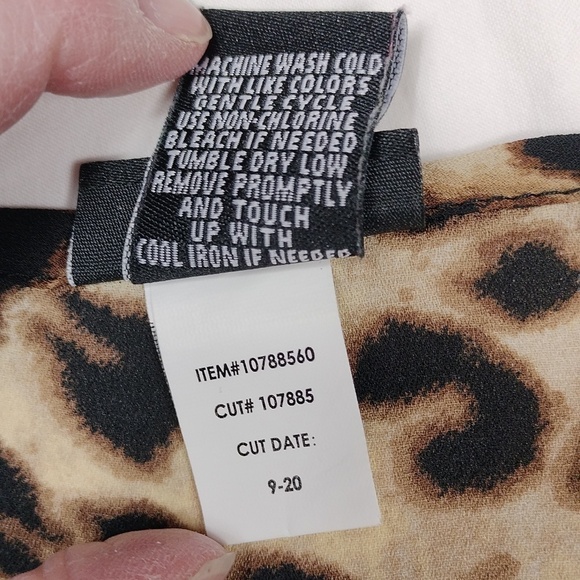 MACHINE WASH COLD
WITH LIKE COLORS
GENTLE CYCLE
USE NON-CHLORINE
BLEACH IF NEEDED
TUMBLE DRY LOW
REMOVE PROMPTLY
AND TOUCH
UP WITH
COOL IRON IF NEEDED
ITEM#10788560
CUT# 107885
CUT DATE:
9-20